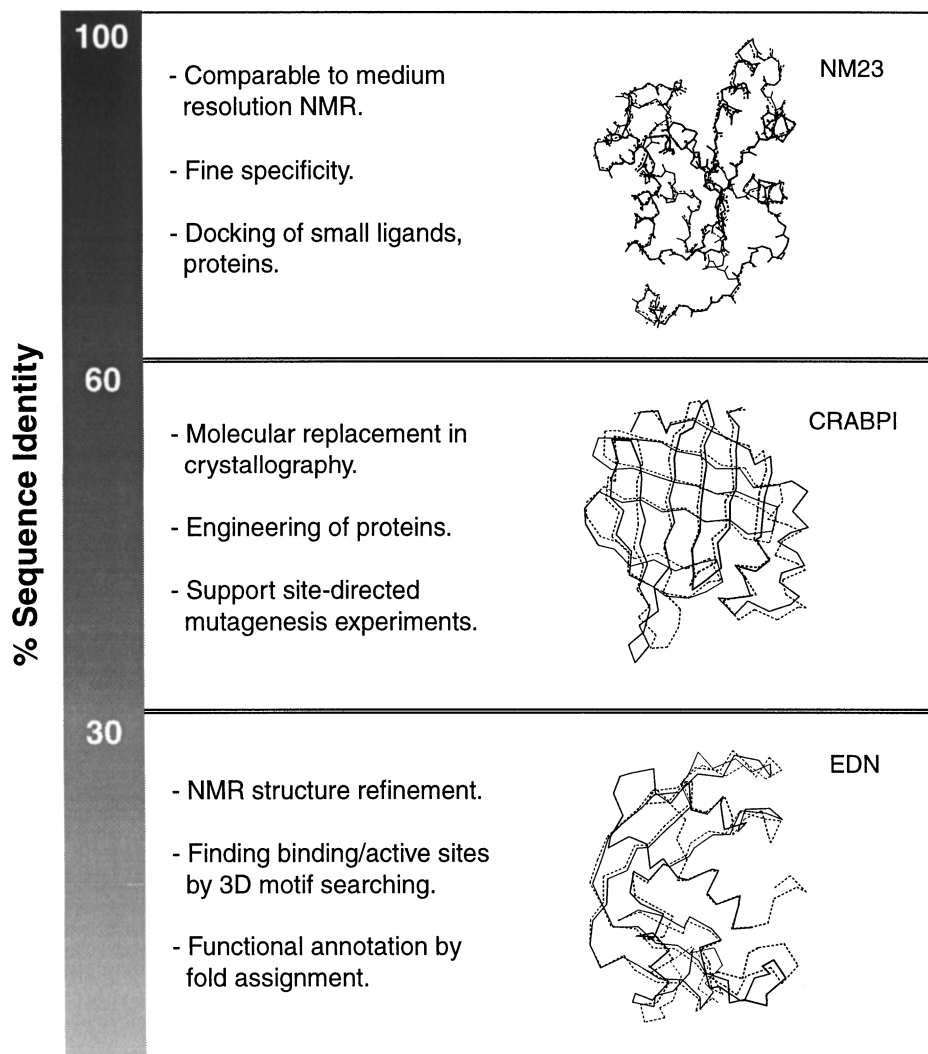 % Sequence Identity
100
- Comparable to medium
resolution NMR.
- Fine specificity.
- Docking of small ligands,
proteins.
NM23
60
- Molecular replacement in
crystallography.
- Engineering of proteins.
- Support site-directed
mutagenesis experiments.
CRABPI
30
- NMR structure refinement.
- Finding binding/active sites
by 3D motif searching.
- Functional annotation by
fold assignment.
EDN